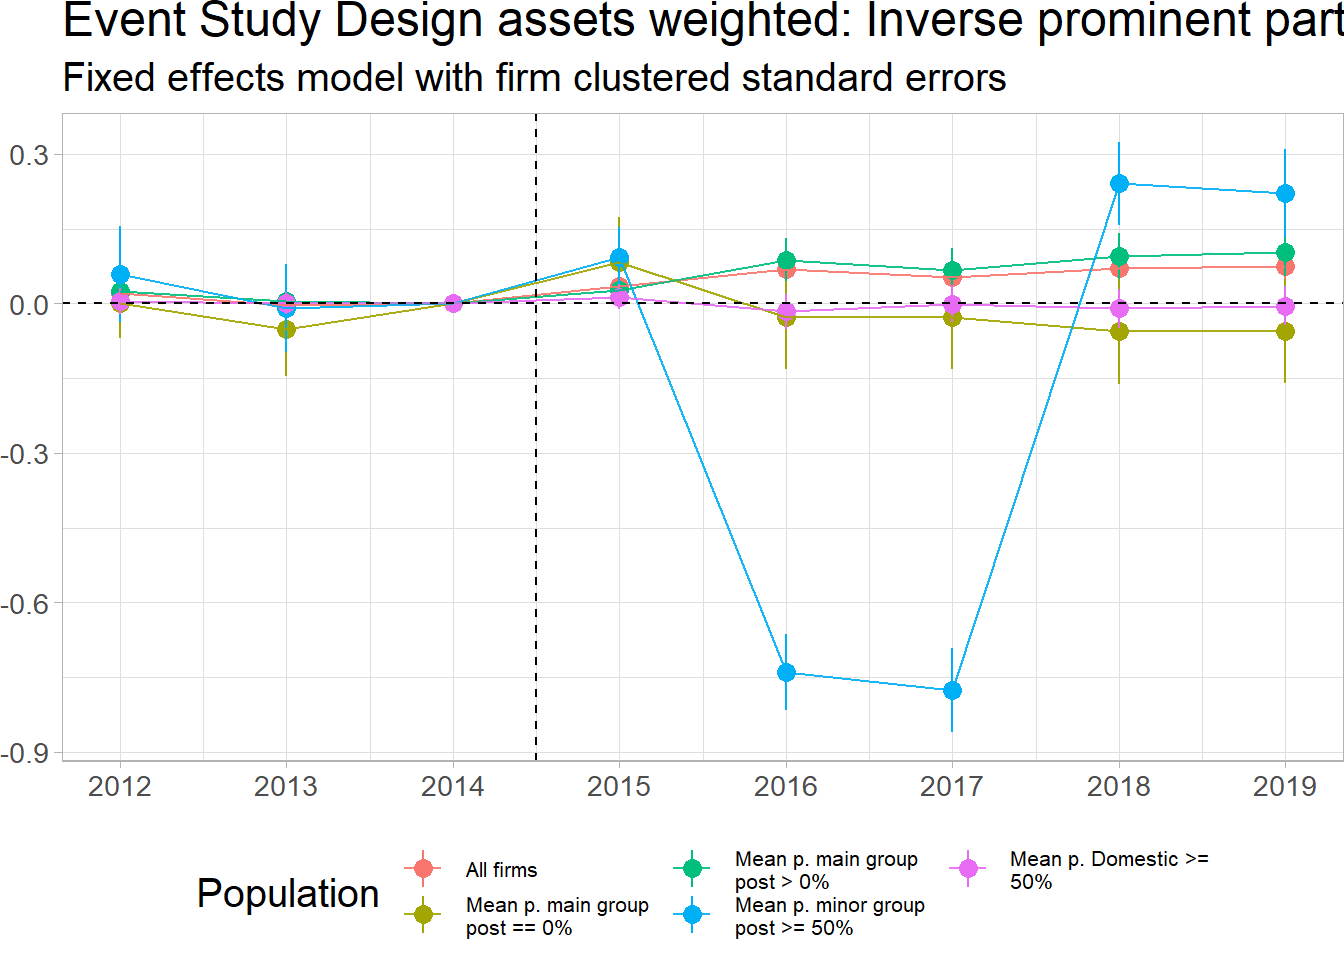 Event Study Design assets weighted: Inverse prominent part
Fixed effects model with firm clustered standard errors
0.3
0.0
-0.3
-0.6
-0.9
2012 2013 2014 2015 2016 2017 2018 2019
Population
All firms
Mean p. main group
post == 0%
Mean p. main group
post > 0%
Mean p. minor group
post >= 50%
Mean p. Domestic >=
50%